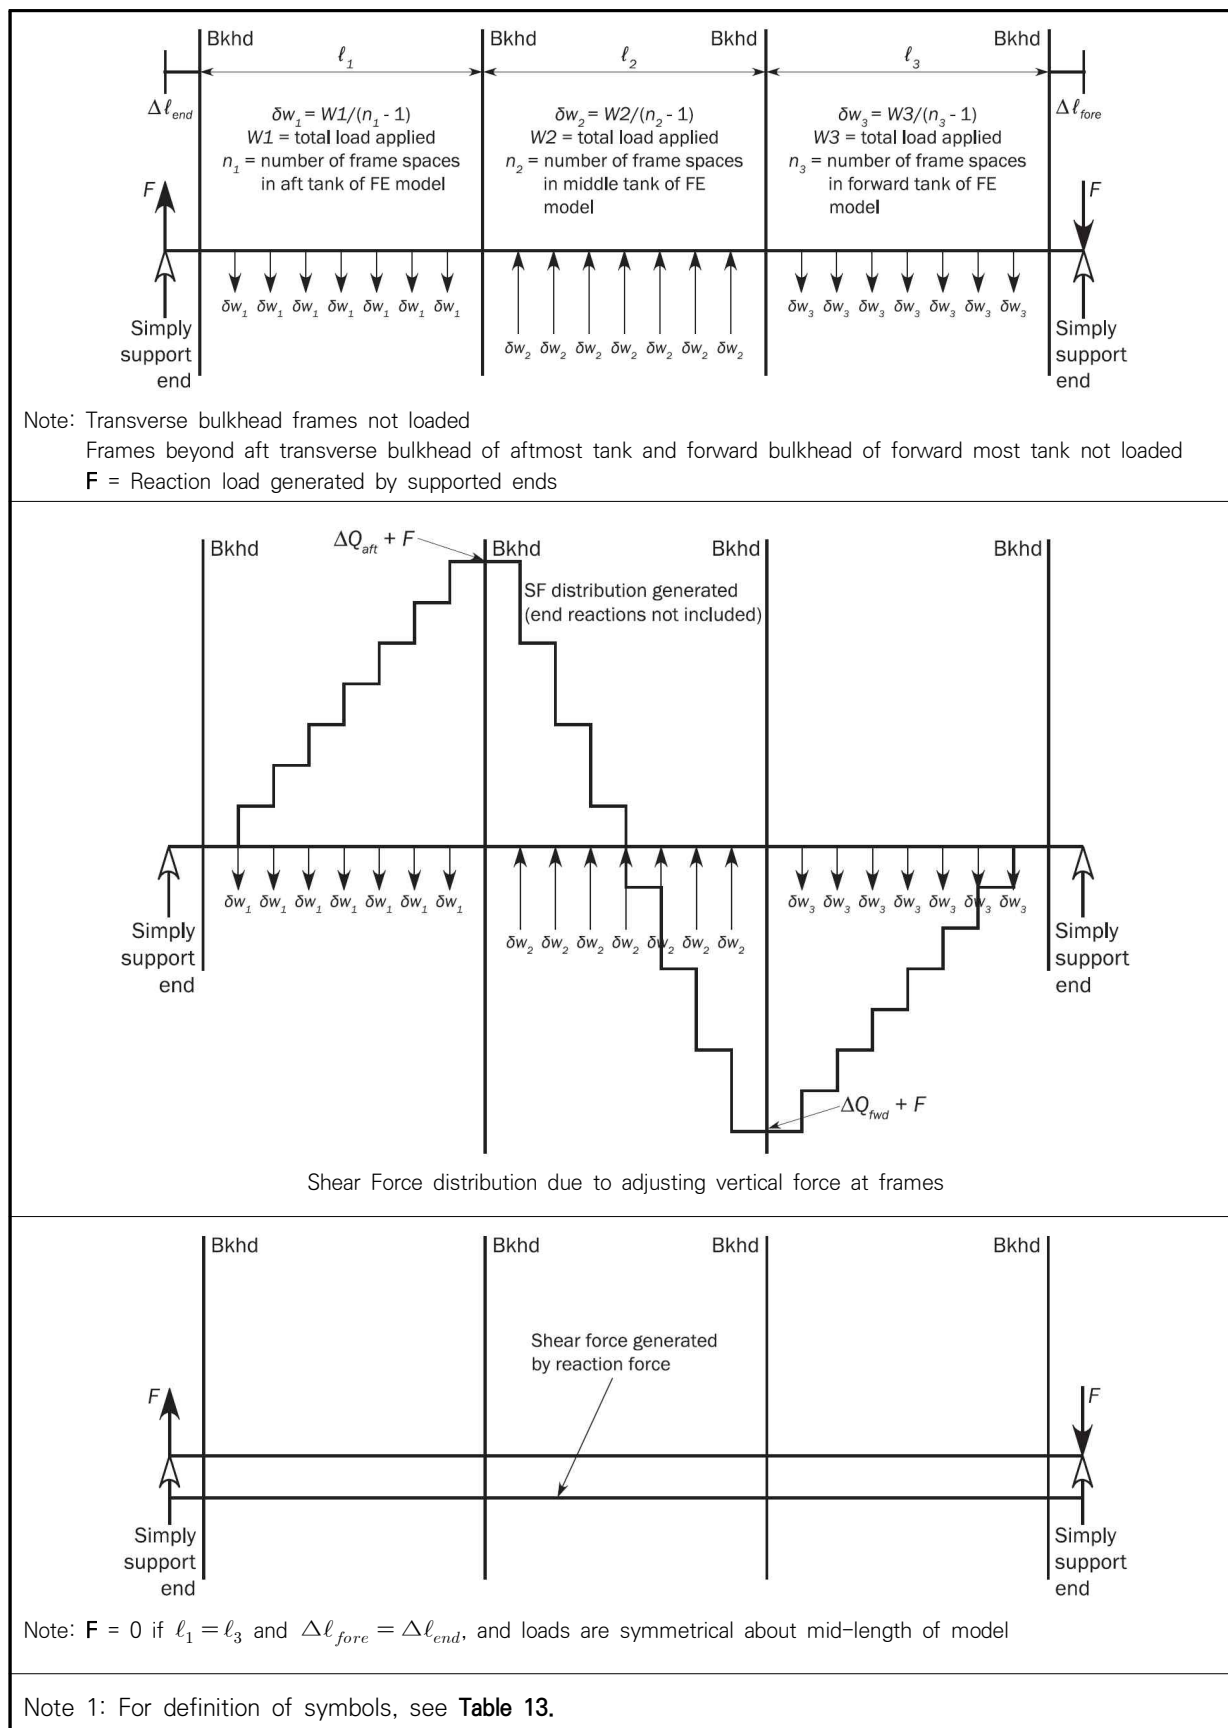 Bkhd Bkhd Bkhd Bkhd
ℓ₁ ℓ₂ ℓ₃
Δℓ_end Δℓ_fore
δw₁ = W1/(n₁ - 1)
W1 = total load applied
n₁ = number of frame spaces
in aft tank of FE model
δw₂ = W2/(n₂ - 1)
W2 = total load applied
n₂ = number of frame spaces
in middle tank of FE
model
δw₃ = W3/(n₃ - 1)
W3 = total load applied
n₃ = number of frame spaces
in forward tank of FE
model
F F
δw₁ δw₁ δw₁ δw₁ δw₁ δw₁ δw₁
δw₂ δw₂ δw₂ δw₂ δw₂ δw₂ δw₂
δw₃ δw₃ δw₃ δw₃ δw₃ δw₃ δw₃
Simply
support
end
Simply
support
end
Note: Transverse bulkhead frames not loaded
Frames beyond aft transverse bulkhead of aftmost tank and forward bulkhead of forward most tank not loaded
F = Reaction load generated by supported ends
ΔQ_aft + F
Bkhd Bkhd Bkhd Bkhd
SF distribution generated
(end reactions not included)
δw₁ δw₁ δw₁ δw₁ δw₁ δw₁ δw₁
δw₂ δw₂ δw₂ δw₂ δw₂ δw₂ δw₂
δw₃ δw₃ δw₃ δw₃ δw₃ δw₃ δw₃
Simply
support
end
Simply
support
end
ΔQ_fwd + F
Shear Force distribution due to adjusting vertical force at frames
Bkhd Bkhd Bkhd Bkhd
Shear force generated
by reaction force
F F
Simply
support
end
Simply
support
end
Note: F = 0 if ℓ₁ = ℓ₃ and Δℓ_fore = Δℓ_end, and loads are symmetrical about mid-length of model
Note 1: For definition of symbols, see Table 13.